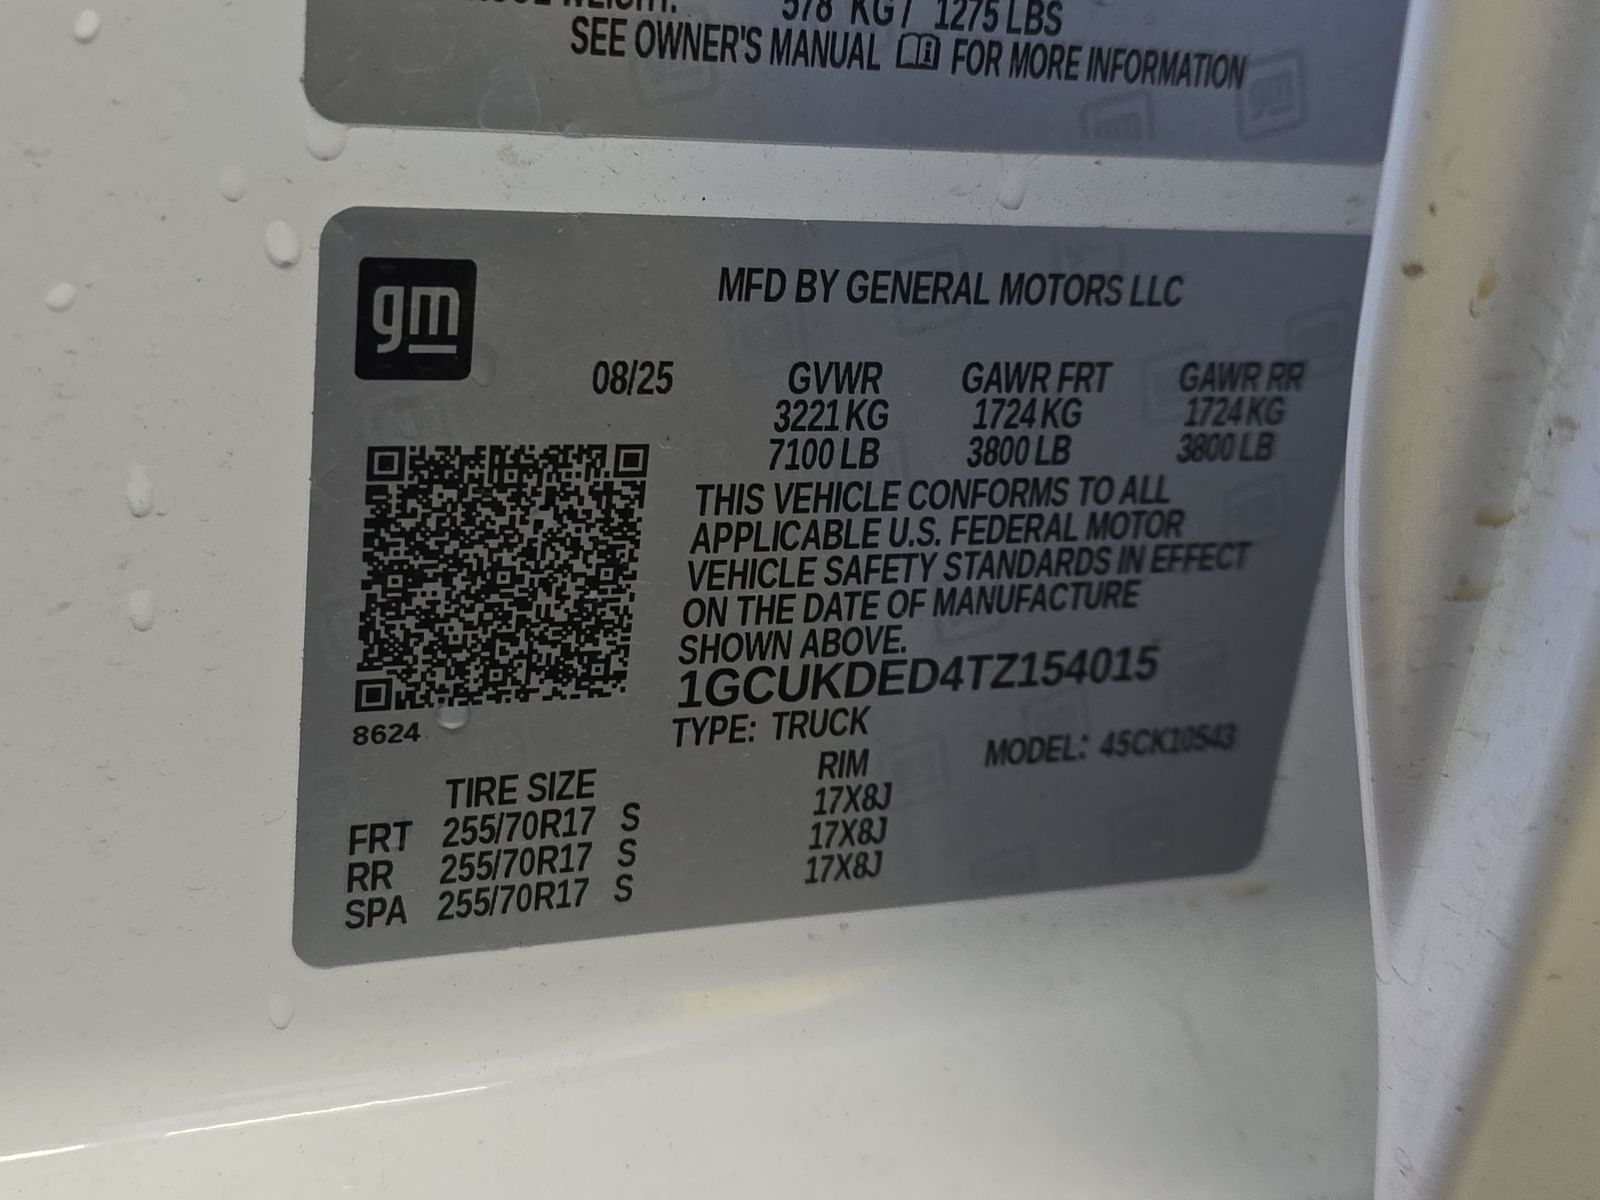 578 KG / 1275 LBS
SEE OWNER'S MANUAL FOR MORE INFORMATION
gm
MFD BY GENERAL MOTORS LLC
08/25 GVWR GAWR FRT GAWR RR
3221 KG 1724 KG 1724 KG
7100 LB 3800 LB 3800 LB
THIS VEHICLE CONFORMS TO ALL
APPLICABLE U.S. FEDERAL MOTOR
VEHICLE SAFETY STANDARDS IN EFFECT
ON THE DATE OF MANUFACTURE
SHOWN ABOVE.
1GCUKDED4TZ154015
8624
TYPE: TRUCK MODEL: 4SCK10543
TIRE SIZE RIM
FRT 255/70R17 S 17X8J
RR 255/70R17 S 17X8J
SPA 255/70R17 S 17X8J